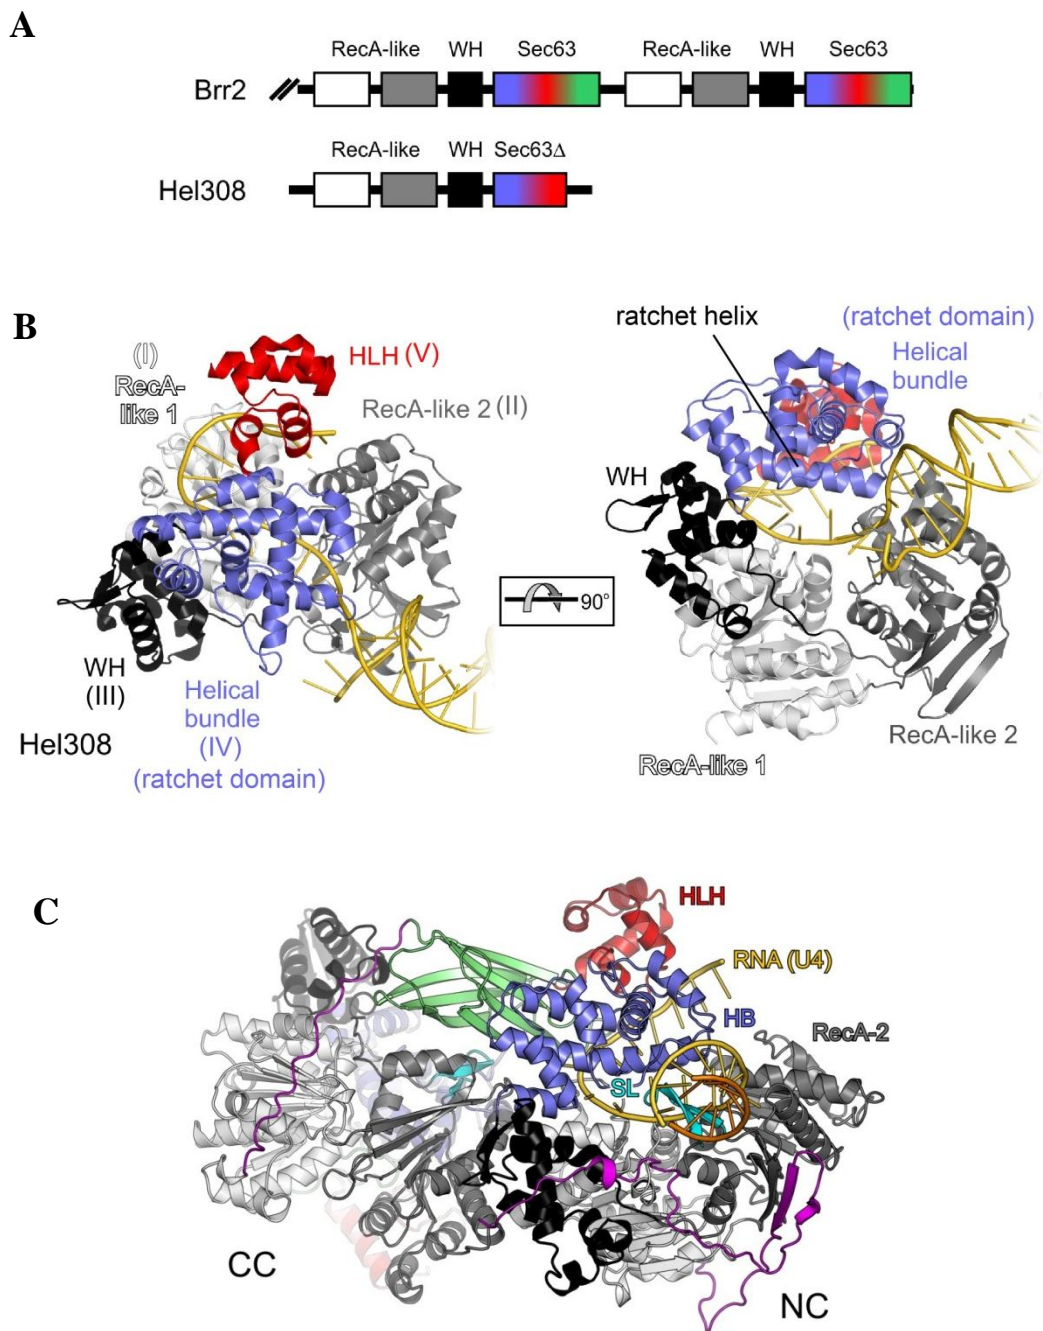 A
RecA-like WH Sec63 RecA-like WH Sec63
Brr2
RecA-like WH Sec63Δ
Hel308
B
(I)
RecA-
like 1
HLH (V)
RecA-like 2 (II)
WH
(III)
Helical
bundle
(IV)
(ratchet domain)
Hel308
90°
ratchet helix
(ratchet domain)
Helical
bundle
WH
RecA-like 1
RecA-like 2
C
HLH
RNA (U4)
HB
RecA-2
SL
CC
NC